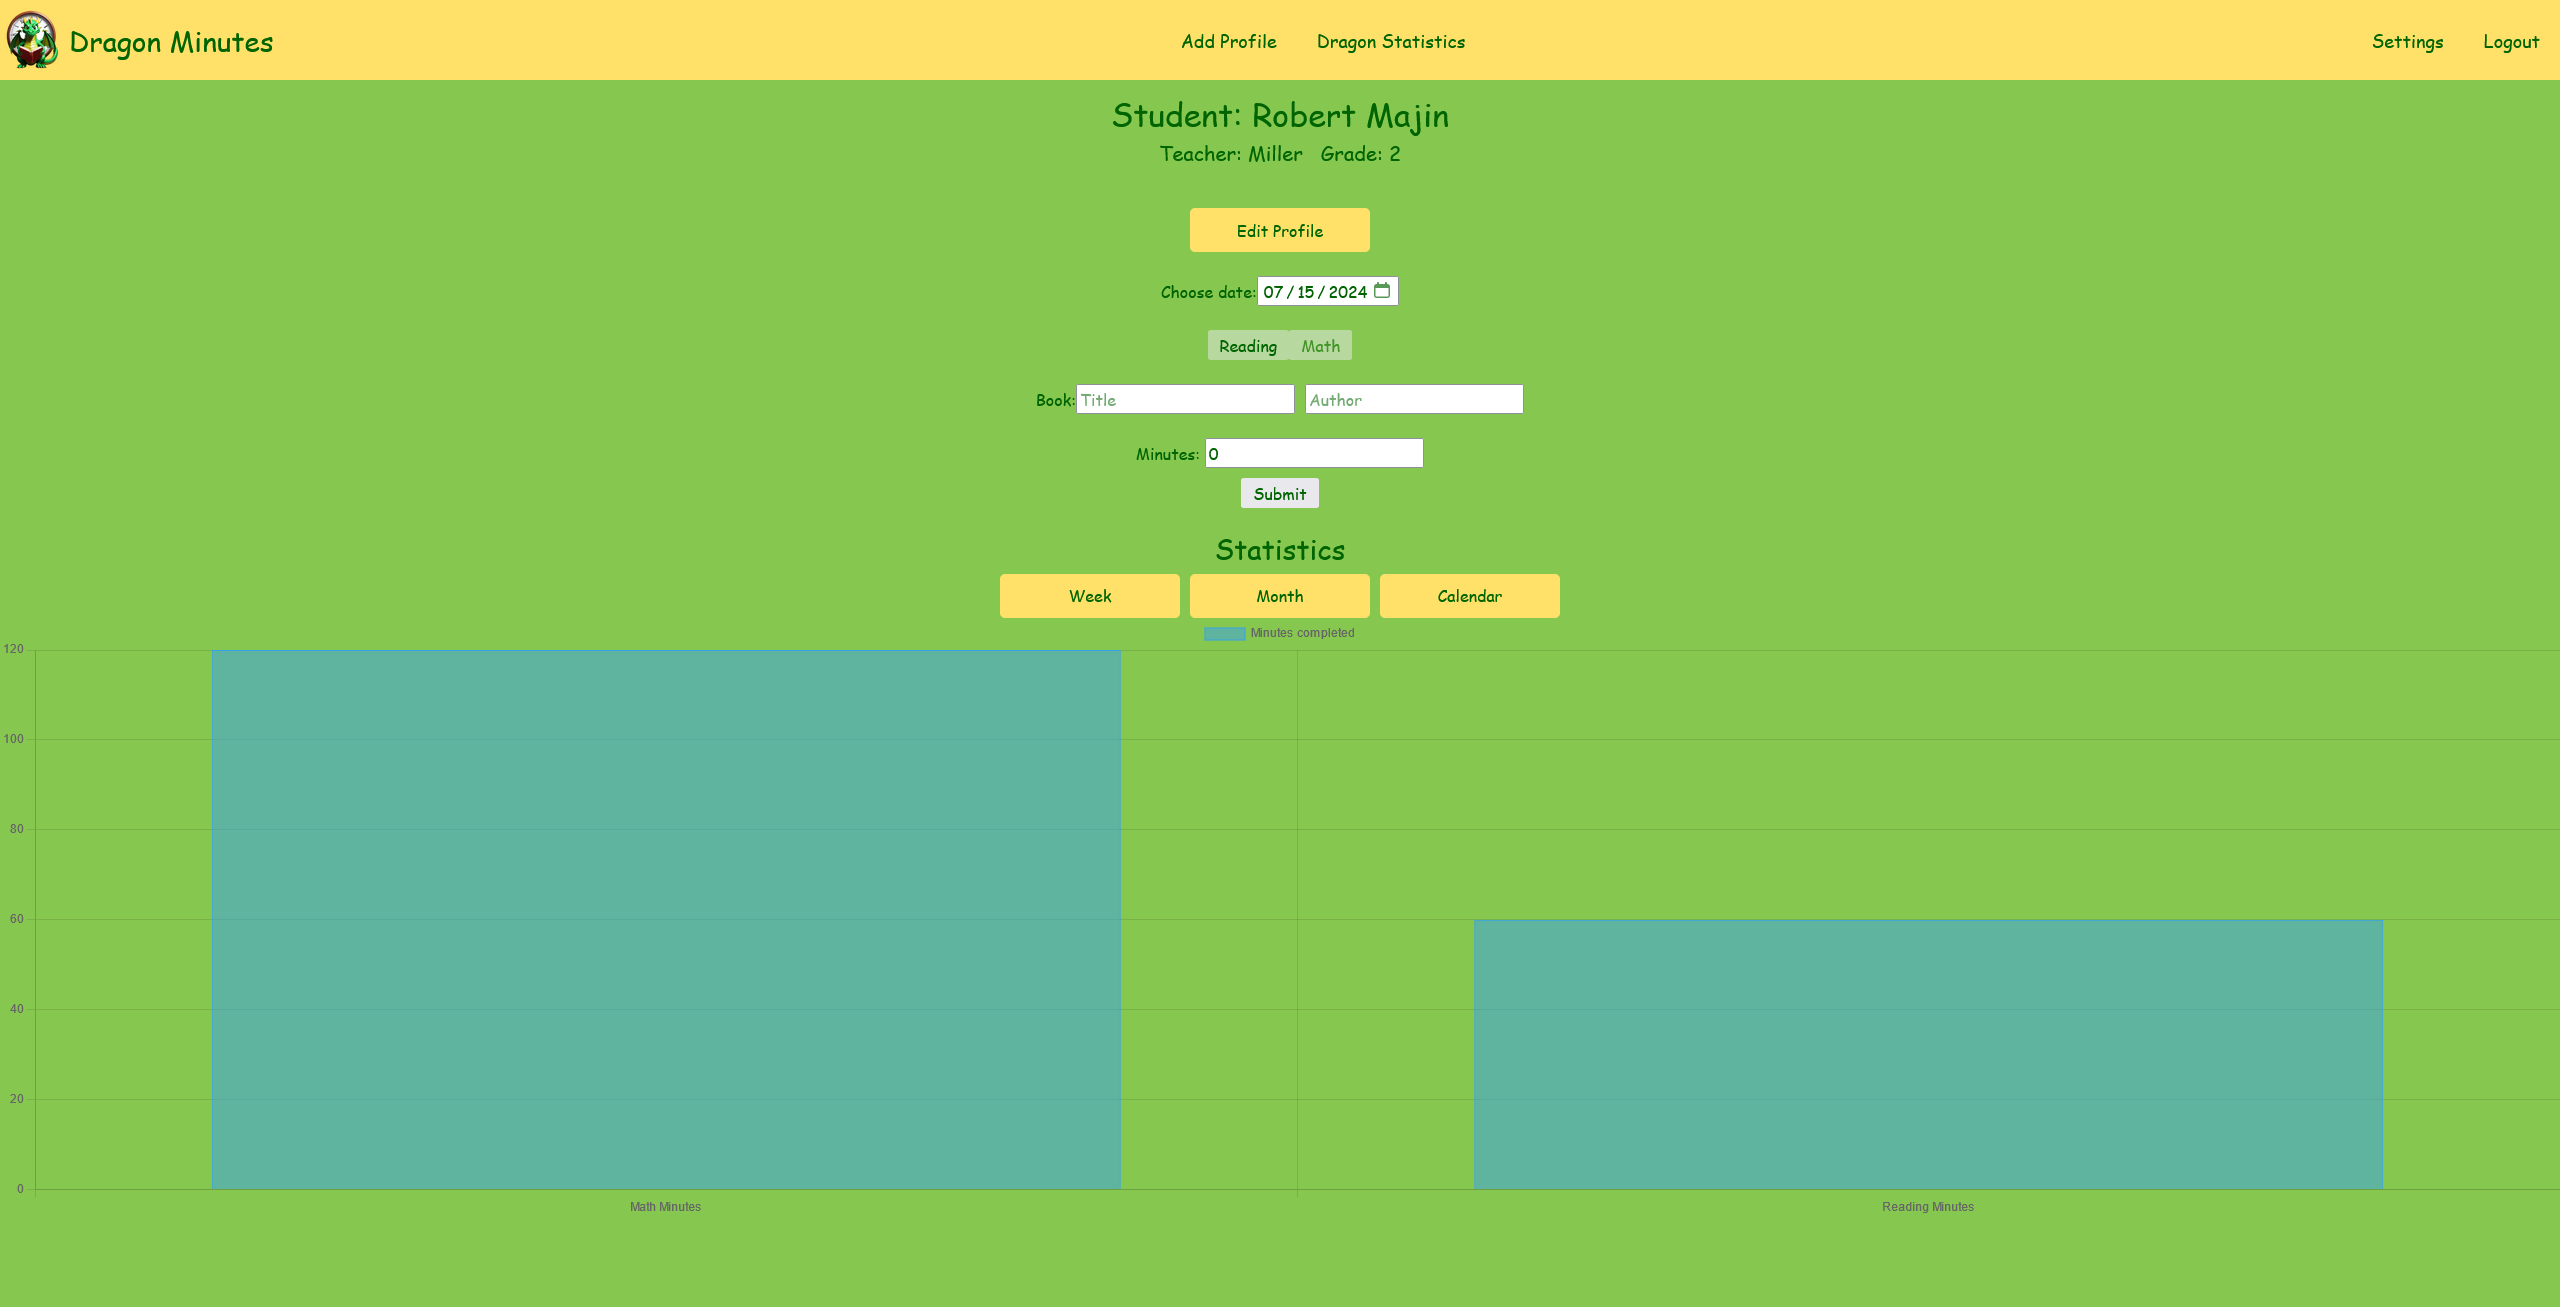 Dragon Minutes Add Profile Dragon Statistics Settings Logout
Student: Robert Majin
Teacher: Miller Grade: 2
Edit Profile
Choose date: 07 / 15 / 2024
Reading Math
Book: Title Author
Minutes: 0
Submit
Statistics
Week Month Calendar
Minutes completed
120
100
80
60
40
20
0
Math Minutes Reading Minutes